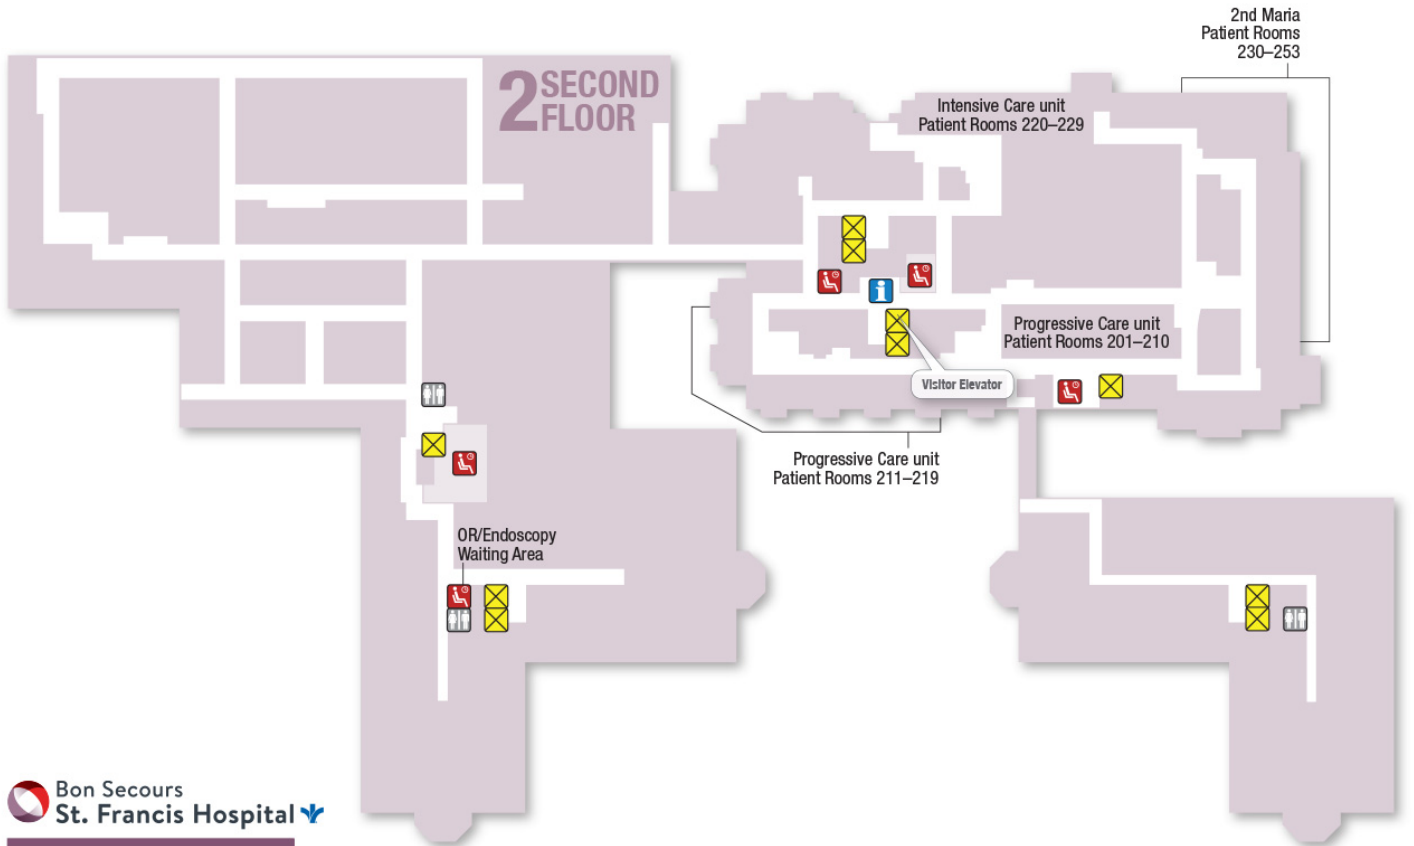 2nd Maria
Patient Rooms
230–253
2 SECOND
FLOOR
Intensive Care unit
Patient Rooms 220–229
Progressive Care unit
Patient Rooms 201–210
Visitor Elevator
Progressive Care unit
Patient Rooms 211–219
OR/Endoscopy
Waiting Area
Bon Secours
St. Francis Hospital